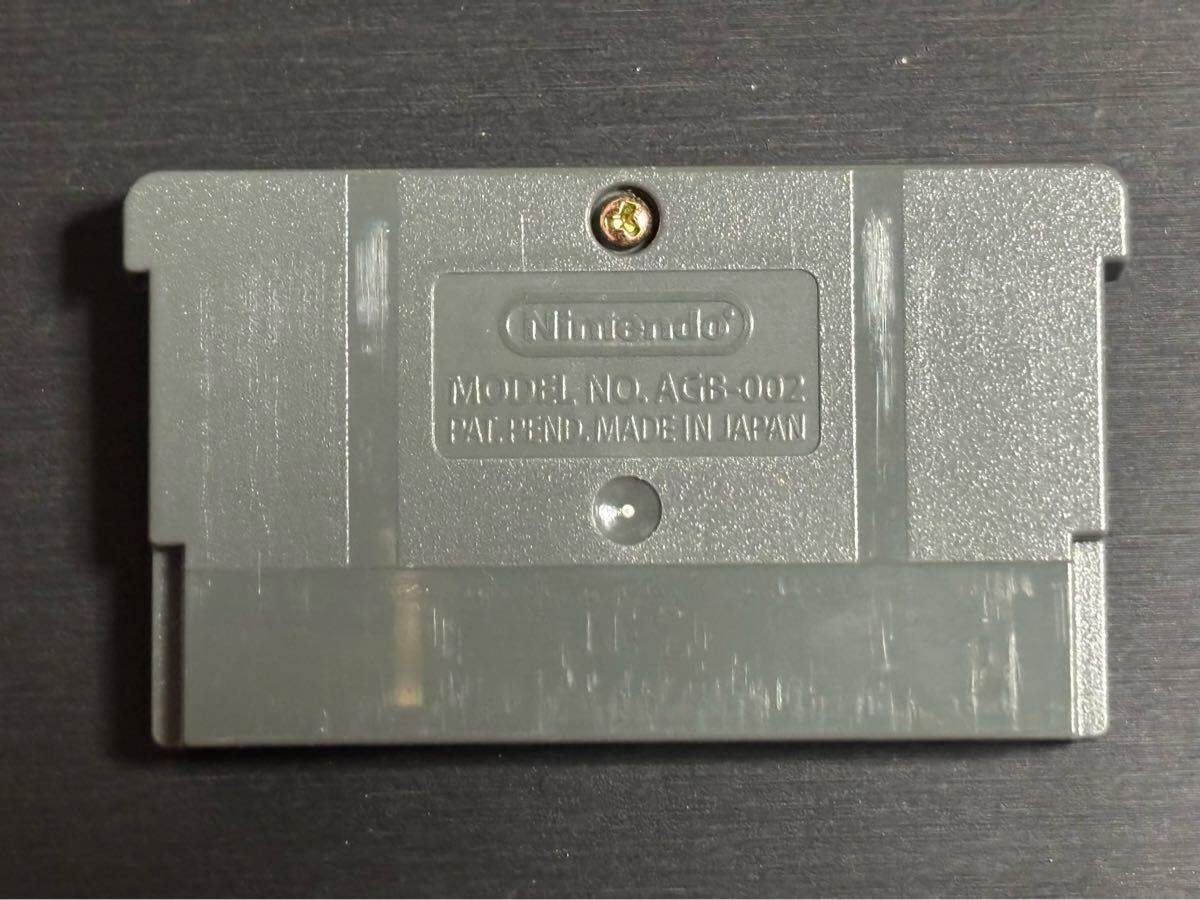 Nintendo
MODEL NO. AGB-002
PAT. PEND. MADE IN JAPAN